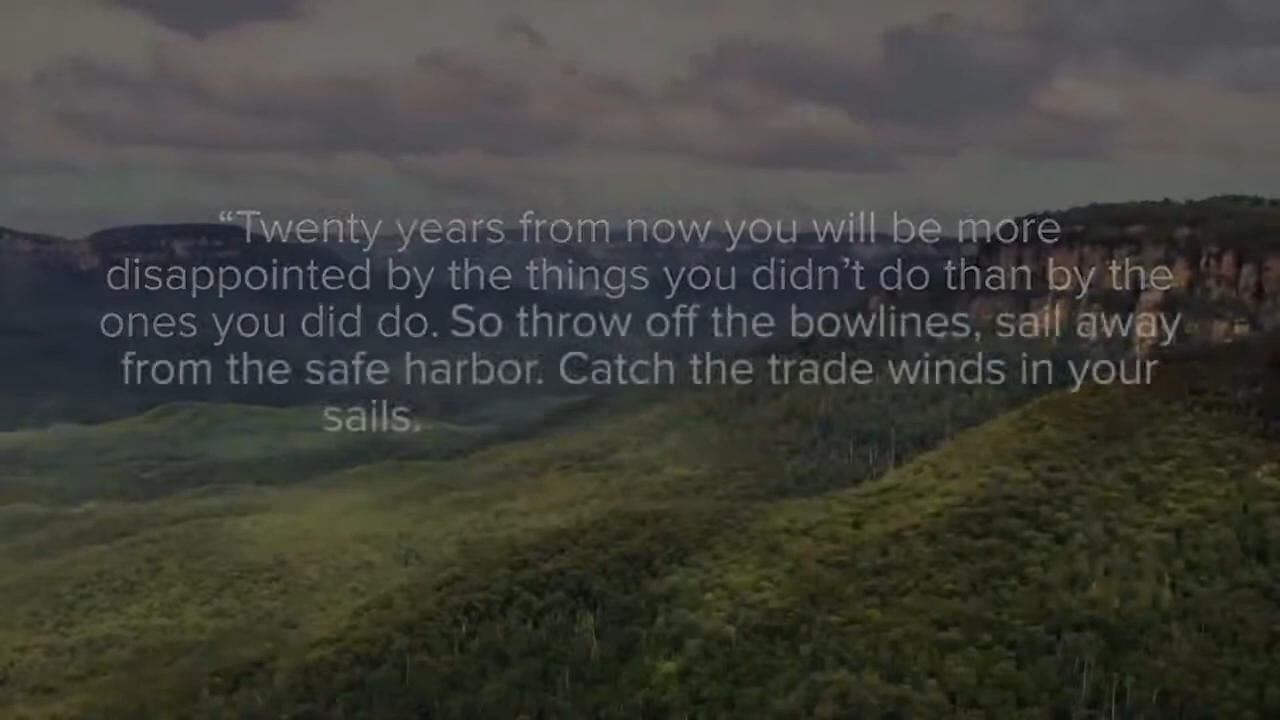 “Twenty years from now you will be more
disappointed by the things you didn’t do than by the
ones you did do. So throw off the bowlines, sail away
from the safe harbor. Catch the trade winds in your
sails.